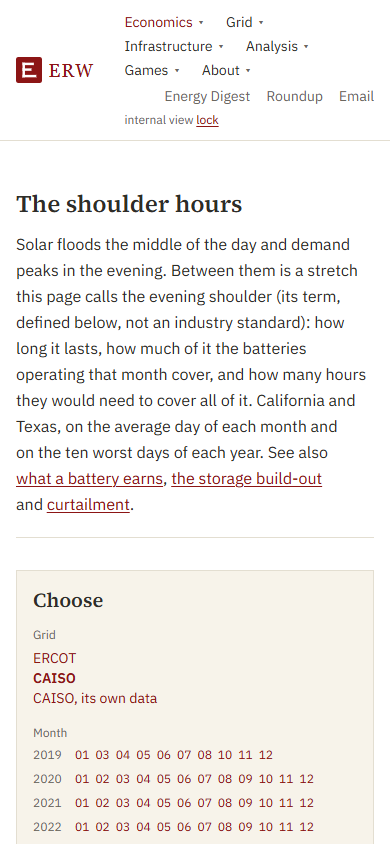 Economics ▾ Grid ▾
Infrastructure ▾ Analysis ▾
E ERW
Games ▾ About ▾
Energy Digest Roundup Email
internal view lock
The shoulder hours
Solar floods the middle of the day and demand
peaks in the evening. Between them is a stretch
this page calls the evening shoulder (its term,
defined below, not an industry standard): how
long it lasts, how much of it the batteries
operating that month cover, and how many hours
they would need to cover all of it. California and
Texas, on the average day of each month and
on the ten worst days of each year. See also
what a battery earns, the storage build-out
and curtailment.
Choose
Grid
ERCOT
CAISO
CAISO, its own data
Month
2019 01 03 04 05 06 07 08 10 11 12
2020 01 02 03 04 05 06 07 08 09 10 11 12
2021 01 02 03 04 05 06 07 08 09 10 11 12
2022 01 02 03 04 05 06 07 08 09 10 11 12